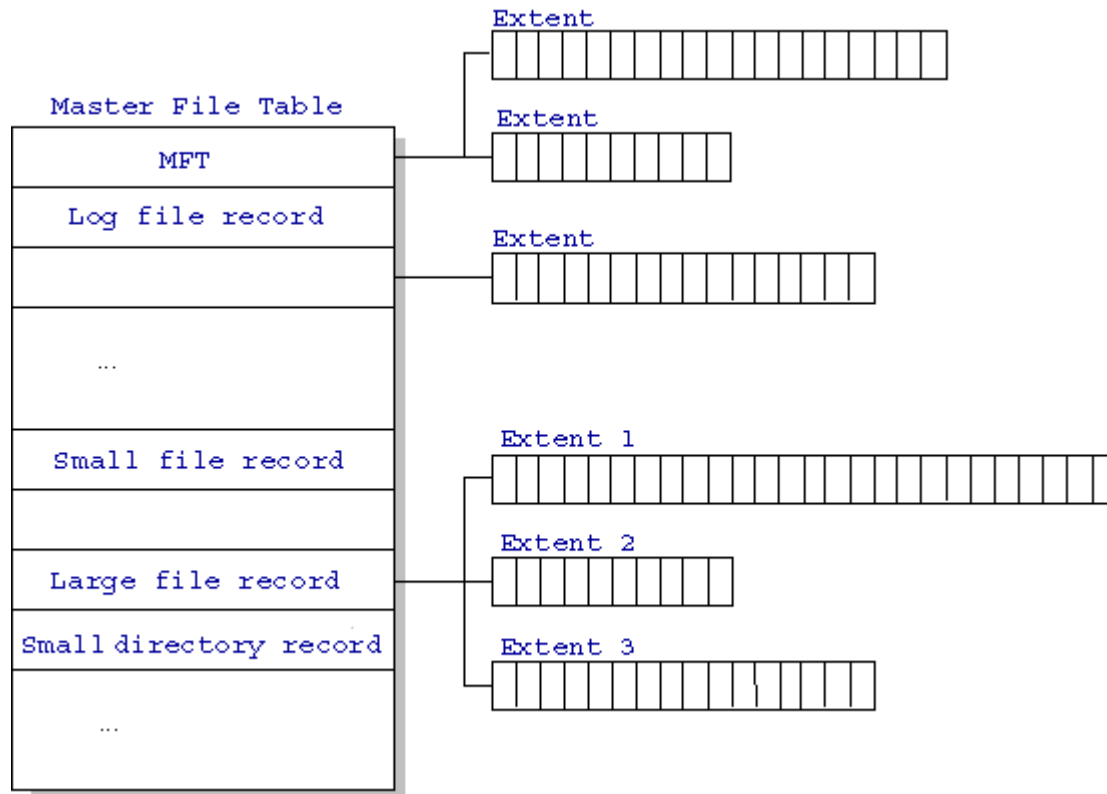 Extent
Master File Table
Extent
MFT
Log file record
Extent
...
Extent 1
Small file record
Extent 2
Large file record
Small directory record
Extent 3
...